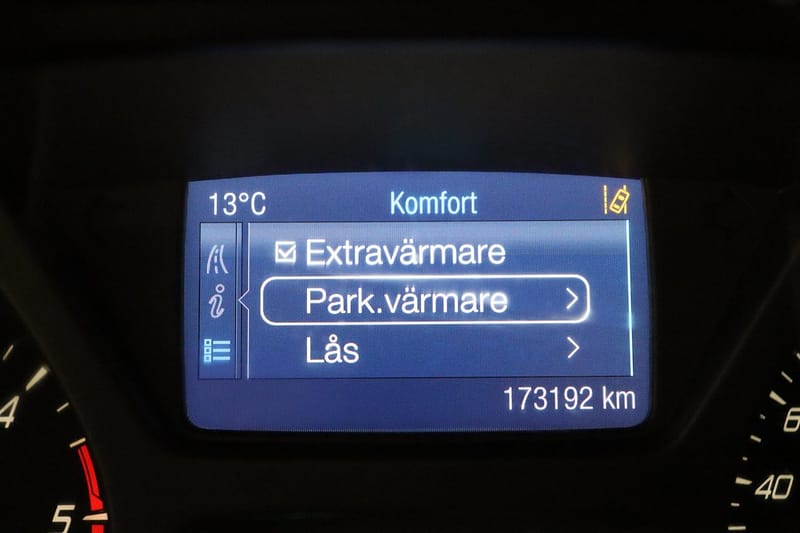 13°C Komfort
Extravärmare
Park.värmare
Lås
173192 km
4
5
6
40